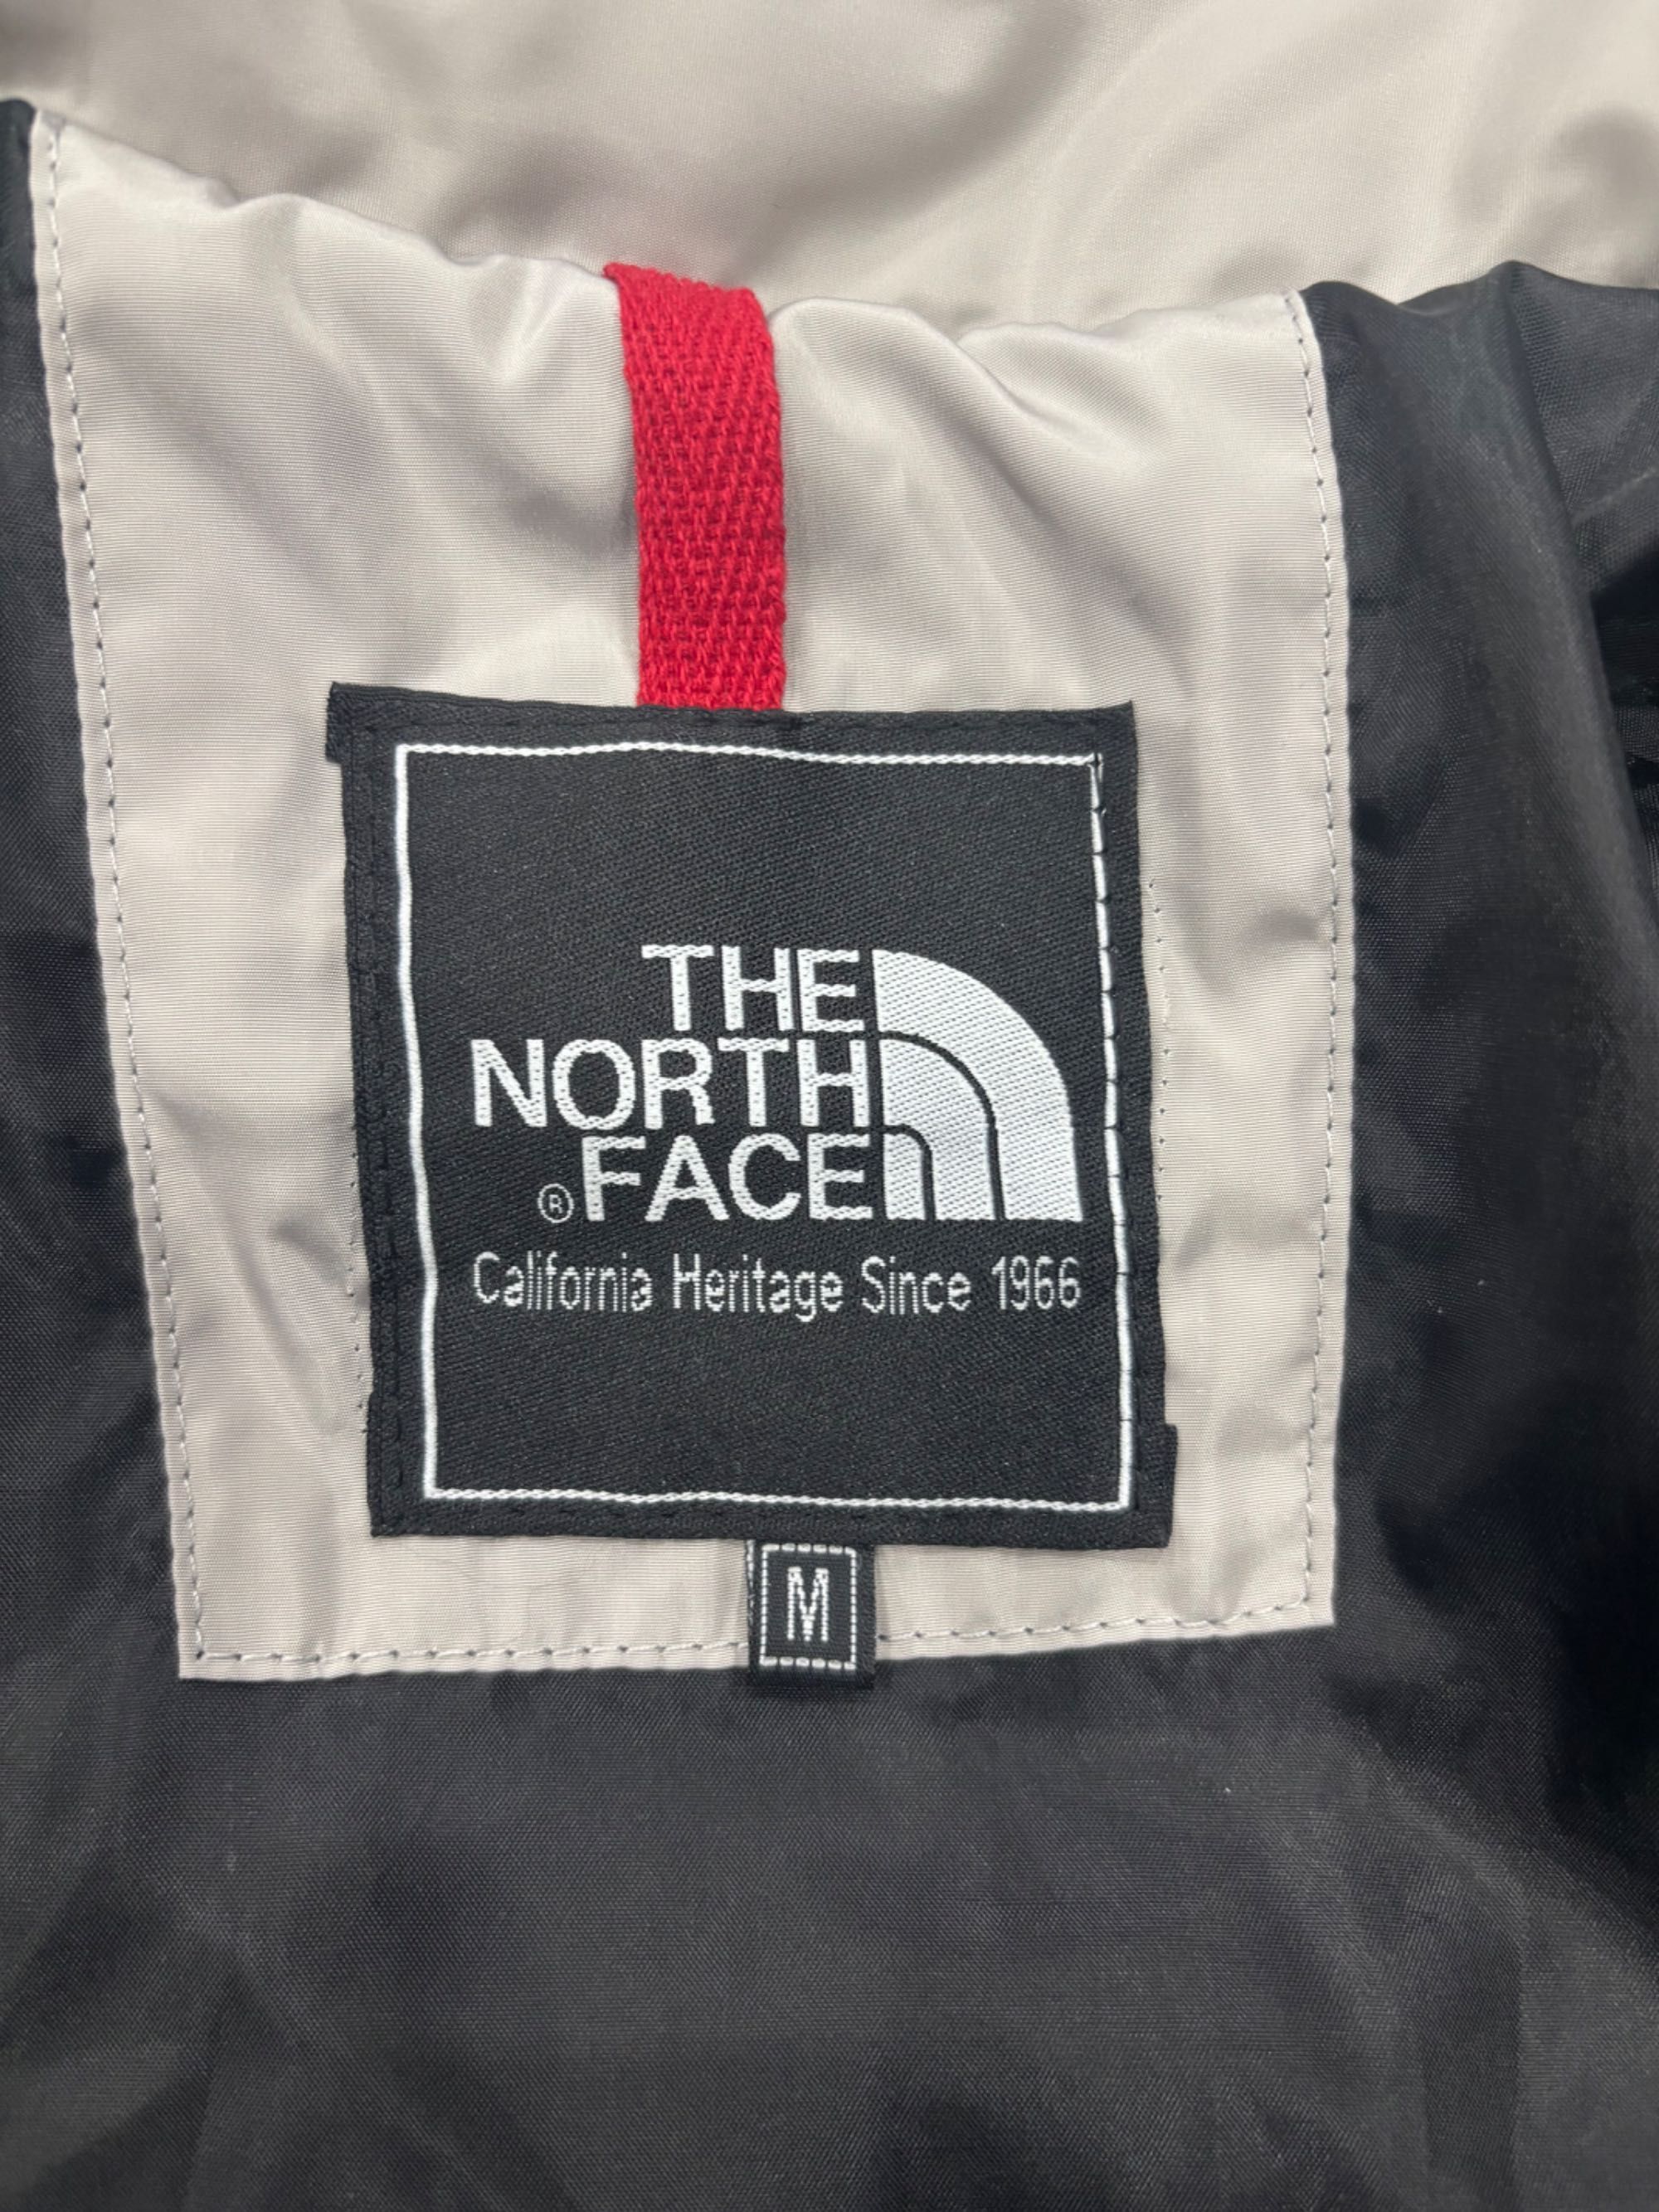 THE
NORTH
®FACE
California Heritage Since 1966
M